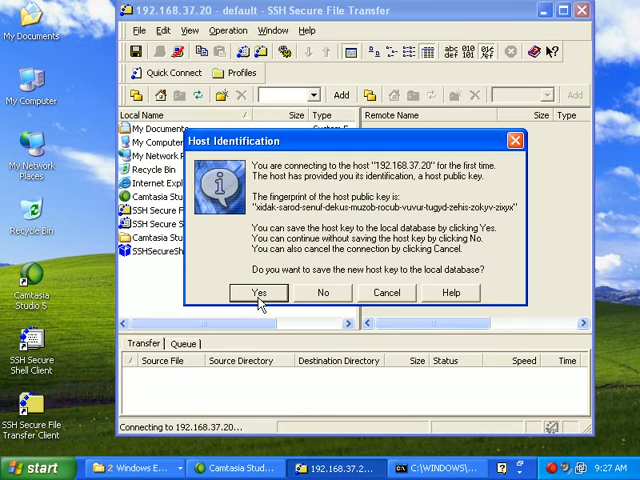 My Documents
My Computer
My Network
Places
Recycle Bin
Camtasia
Studio 5
SSH Secure
Shell Client
SSH Secure File
Transfer Client
192.168.37.20 - default - SSH Secure File Transfer
File Edit View Operation Window Help
abc 010 01¢
def 101 %f
Quick Connect Profiles
Add Add
Local Name / Size Type
Remote Name Size Type
My Documents
My Compute
My Network P
Recycle Bin
Internet Expl
Camtasia Stu
SSH Secure F
SSH Secure S
Camtasia Stu
SSHSecureSh
Host Identification
You are connecting to the host "192.168.37.20" for the first time.
The host has provided you its identification, a host public key.
The fingerprint of the host public key is:
"xidak-sarod-senuf-dekus-muzob-rocub-vuvur-tugyd-zehis-zokyv-zixyx"
You can save the host key to the local database by clicking Yes.
You can continue without saving the host key by clicking No.
You can also cancel the connection by clicking Cancel.
Do you want to save the new host key to the local database?
Yes No Cancel Help
Transfer Queue
/ Source File Source Directory Destination Directory Size Status Speed Time
Connecting to 192.168.37.20...
start 2 Windows E... Camtasia Stud... 192.168.37.2... C:\WINDOWS\... 9:27 AM